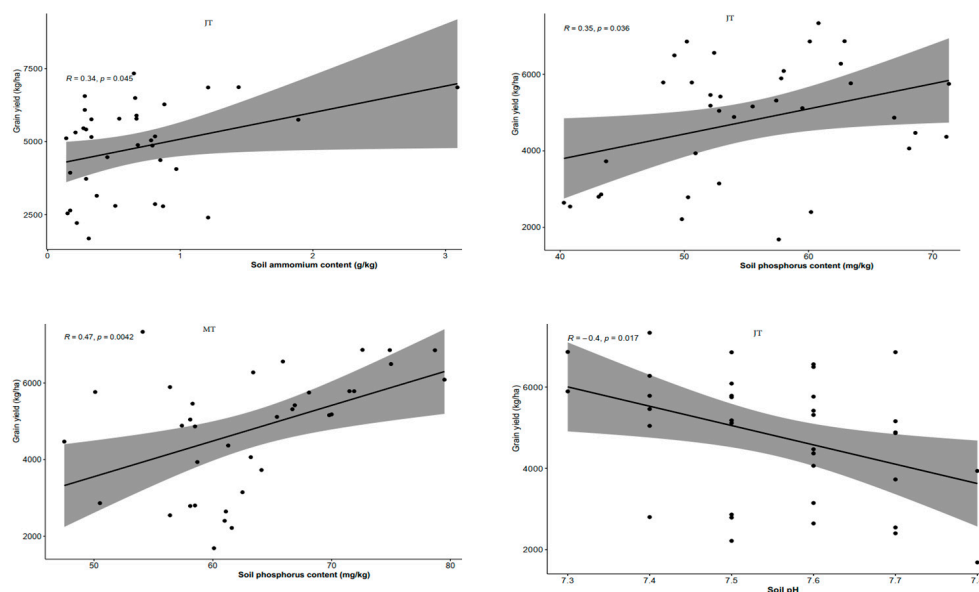 JT
R = 0.34, p = 0.045
Grain yield (kg/ha)
7500
5000
2500
0
1
2
3
Soil ammomium content (g/kg)
JT
R = 0.35, p = 0.036
Grain yield (kg/ha)
6000
4000
2000
40
50
60
70
Soil phosphorus content (mg/kg)
MT
R = 0.47, p = 0.0042
Grain yield (kg/ha)
6000
4000
2000
50
60
70
80
Soil phosphorus content (mg/kg)
JT
R = −0.4, p = 0.017
Grain yield (kg/ha)
6000
4000
2000
7.3
7.4
7.5
7.6
7.7
Soil pH